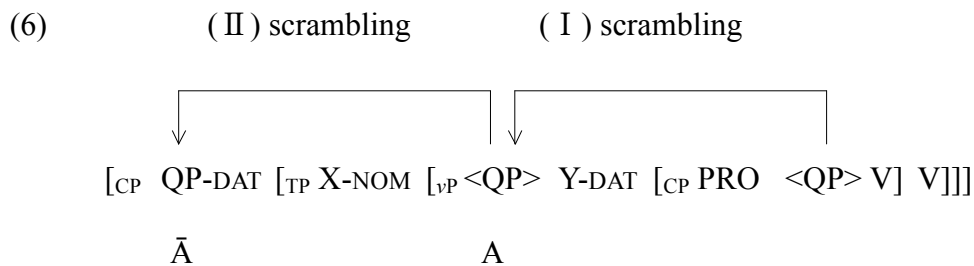 (6) (Ⅱ) scrambling (Ⅰ) scrambling
[CP QP-DAT [TP X-NOM [vP <QP> Y-DAT [CP PRO <QP> V] V]]]
Ā A